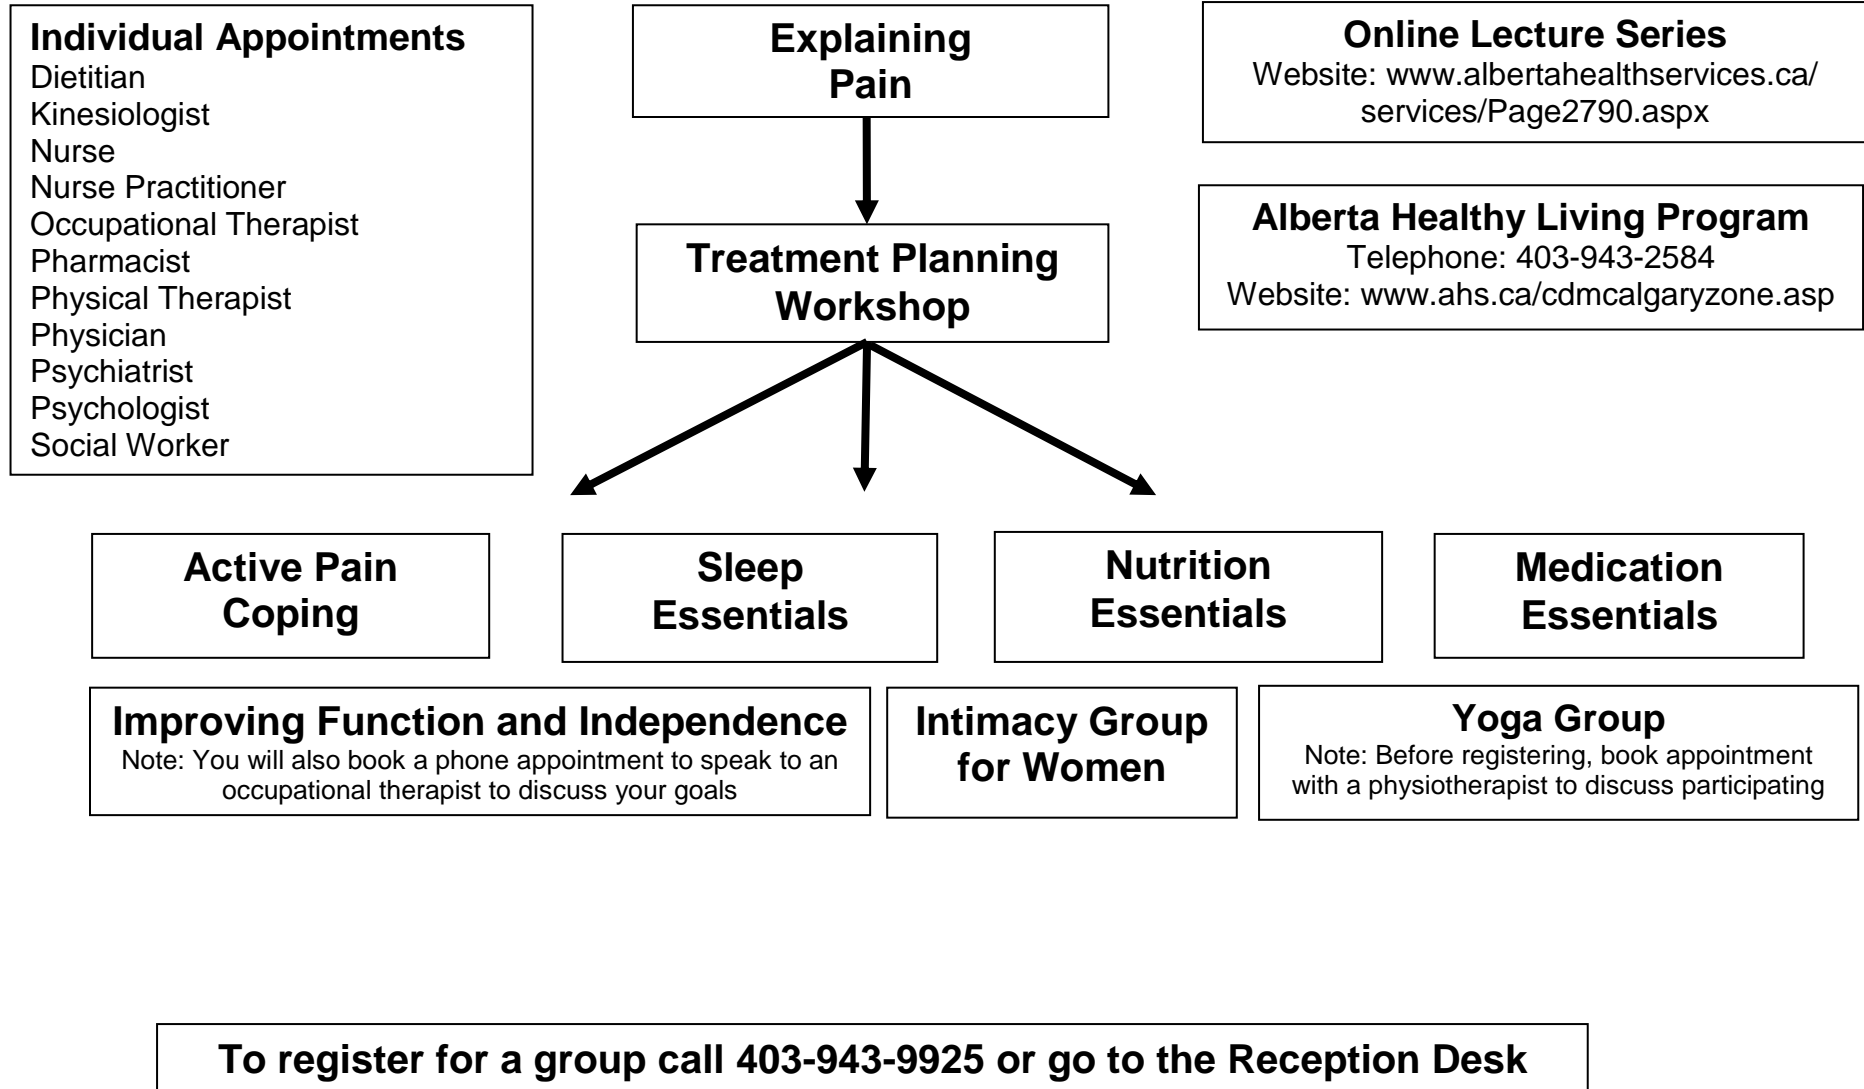 Individual Appointments
Dietitian
Kinesiologist
Nurse
Nurse Practitioner
Occupational Therapist
Pharmacist
Physical Therapist
Physician
Psychiatrist
Psychologist
Social Worker
Explaining
Pain
Treatment Planning
Workshop
Online Lecture Series
Website: www.albertahealthservices.ca/
services/Page2790.aspx
Alberta Healthy Living Program
Telephone: 403-943-2584
Website: www.ahs.ca/cdmcalgaryzone.asp
Active Pain
Coping
Sleep
Essentials
Nutrition
Essentials
Medication
Essentials
Improving Function and Independence
Note: You will also book a phone appointment to speak to an
occupational therapist to discuss your goals
Intimacy Group
for Women
Yoga Group
Note: Before registering, book appointment
with a physiotherapist to discuss participating
To register for a group call 403-943-9925 or go to the Reception Desk